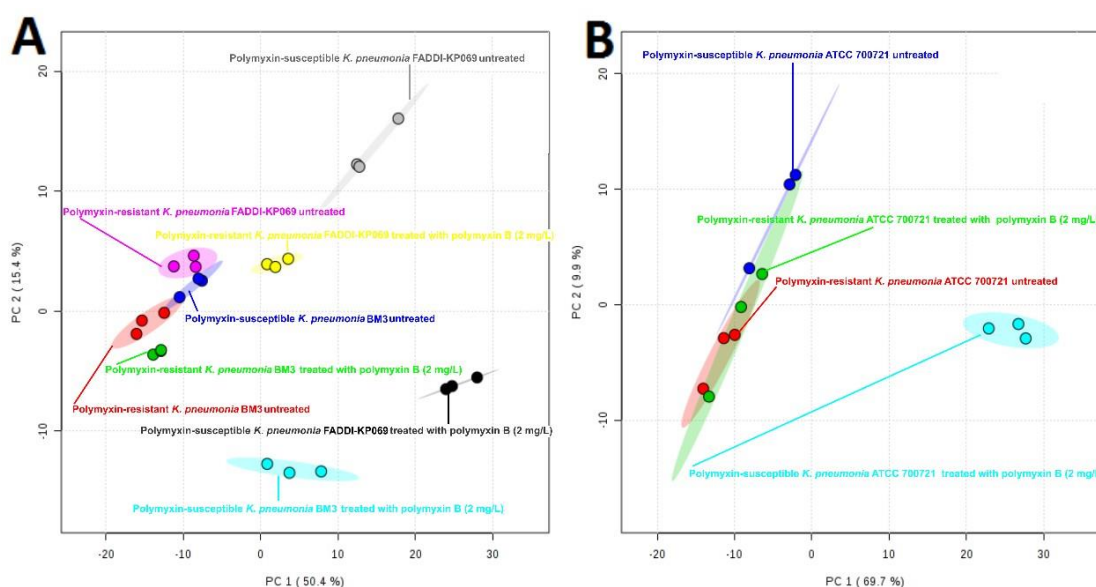 A
Polymyxin-susceptible K. pneumonia FADDI-KP069 untreated
Polymyxin-resistant K. pneumonia FADDI-KP069 untreated
Polymyxin-resistant K. pneumonia FADDI-KP069 treated with polymyxin B (2 mg/L)
Polymyxin-susceptible K. pneumonia BM3 untreated
Polymyxin-resistant K. pneumonia BM3 treated with polymyxin B (2 mg/L)
Polymyxin-resistant K. pneumonia BM3 untreated
Polymyxin-susceptible K. pneumonia FADDI-KP069 treated with polymyxin B (2 mg/L)
Polymyxin-susceptible K. pneumonia BM3 treated with polymyxin B (2 mg/L)
PC 2 ( 15.4 %)
20
10
0
-10
-20
-10
0
10
20
30
PC 1 ( 50.4 %)
B
Polymyxin-susceptible K. pneumonia ATCC 700721 untreated
Polymyxin-resistant K. pneumonia ATCC 700721 treated with polymyxin B (2 mg/L)
Polymyxin-resistant K. pneumonia ATCC 700721 untreated
Polymyxin-susceptible K. pneumonia ATCC 700721 treated with polymyxin B (2 mg/L)
PC 2 ( 9.9 %)
20
10
0
-10
-20
-10
0
10
20
30
PC 1 ( 69.7 %)